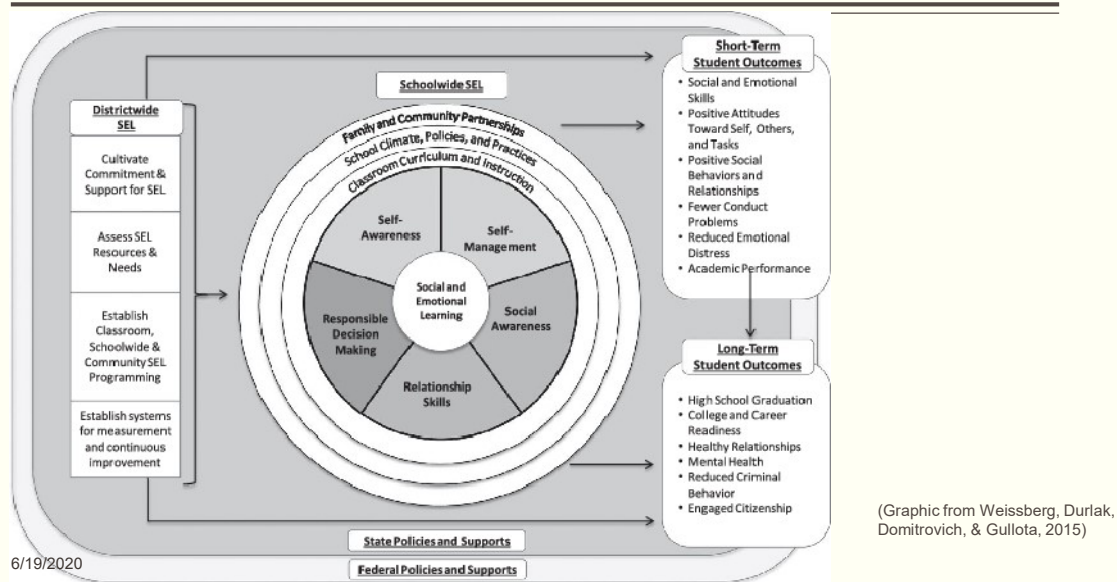 Districtwide
SEL
Cultivate
Commitment &
Support for SEL
Assess SEL
Resources &
Needs
Establish
Classroom,
Schoolwide &
Community SEL
Programming
Establish systems
for measurement
and continuous
improvement
Schoolwide SEL
Family and Community Partnerships
School Climate, Policies, and Practices
Classroom Curriculum and Instruction
Self-
Awareness
Self-
Management
Social and
Emotional
Learning
Social
Awareness
Responsible
Decision
Making
Relationship
Skills
Short-Term
Student Outcomes
• Social and Emotional
Skills
• Positive Attitudes
Toward Self, Others,
and Tasks
• Positive Social
Behaviors and
Relationships
• Fewer Conduct
Problems
• Reduced Emotional
Distress
• Academic Performance
Long-Term
Student Outcomes
• High School Graduation
• College and Career
Readiness
• Healthy Relationships
• Mental Health
• Reduced Criminal
Behavior
• Engaged Citizenship
State Policies and Supports
Federal Policies and Supports
6/19/2020
(Graphic from Weissberg, Durlak,
Domitrovich, & Gullota, 2015)